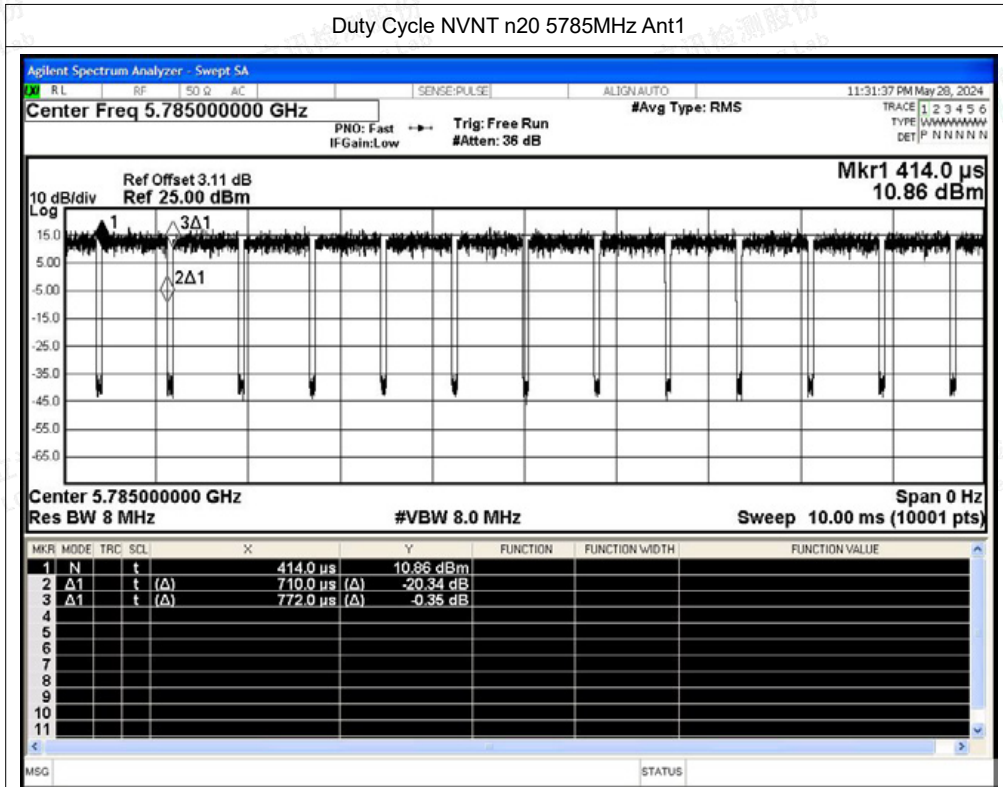 Duty Cycle NVNT n20 5785MHz Ant1
Agilent Spectrum Analyzer - Swept SA
RL RF 50 Ω AC SENSE:PULSE ALIGN AUTO 11:31:37 PM May 28, 2024
Center Freq 5.785000000 GHz #Avg Type: RMS TRACE 1 2 3 4 5 6
PNO: Fast Trig: Free Run TYPE WWWWWW
IFGain:Low #Atten: 36 dB DET P N N N N N
Mkr1 414.0 µs
Ref Offset 3.11 dB
10 dB/div Ref 25.00 dBm 10.86 dBm
Log
1 3Δ1
15.0
5.00
2Δ1
-5.00
-15.0
-25.0
-35.0
-45.0
-55.0
-65.0
Center 5.785000000 GHz Span 0 Hz
Res BW 8 MHz #VBW 8.0 MHz Sweep 10.00 ms (10001 pts)
MKR MODE TRC SCL X Y FUNCTION FUNCTION WIDTH FUNCTION VALUE
1 N t 414.0 µs 10.86 dBm
2 Δ1 t (Δ) 710.0 µs (Δ) -20.34 dB
3 Δ1 t (Δ) 772.0 µs (Δ) -0.35 dB
4
5
6
7
8
9
10
11
MSG STATUS